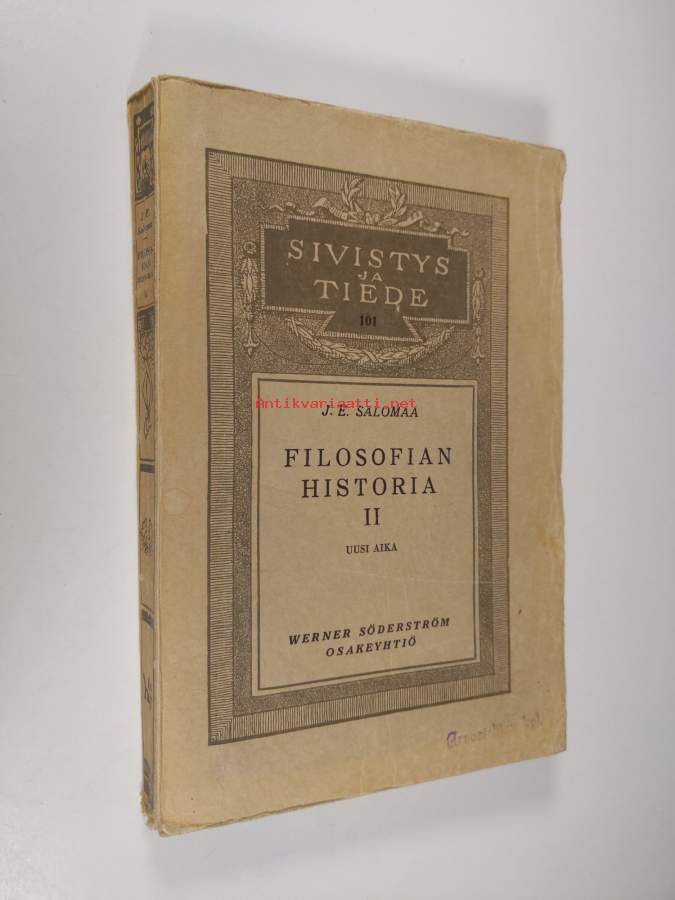 SIVISTYS
JA
TIEDE
101
Antikvariaatti.net
J. E. SALOMAA
FILOSOFIAN
HISTORIA
II
UUSI AIKA
WERNER SÖDERSTRÖM
OSAKEYHTIÖ
J. E.